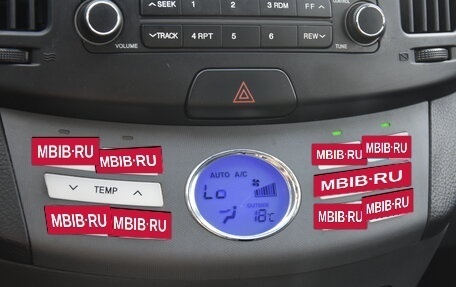 SEEK 1 2 3 RDM FF
CONTROL
VOLUME
TRACK 4 RPT 5 6 REW
TUNE
MBIB·RU MBIB·RU
MBIB·RU MBIB·RU
AUTO A/C
TEMP
Lo
MBIB·RU
OUTSIDE
18°C
MBIB·RU MBIB·RU
MBIB·RU MBIB·RU